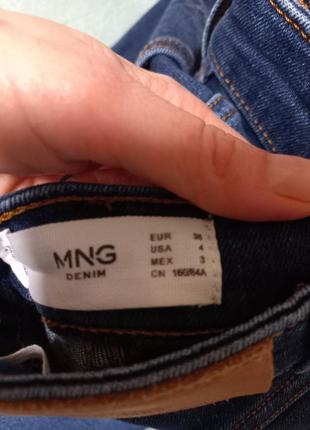 MNG
DENIM
EUR 36
USA 4
MEX 3
CN 160/64A